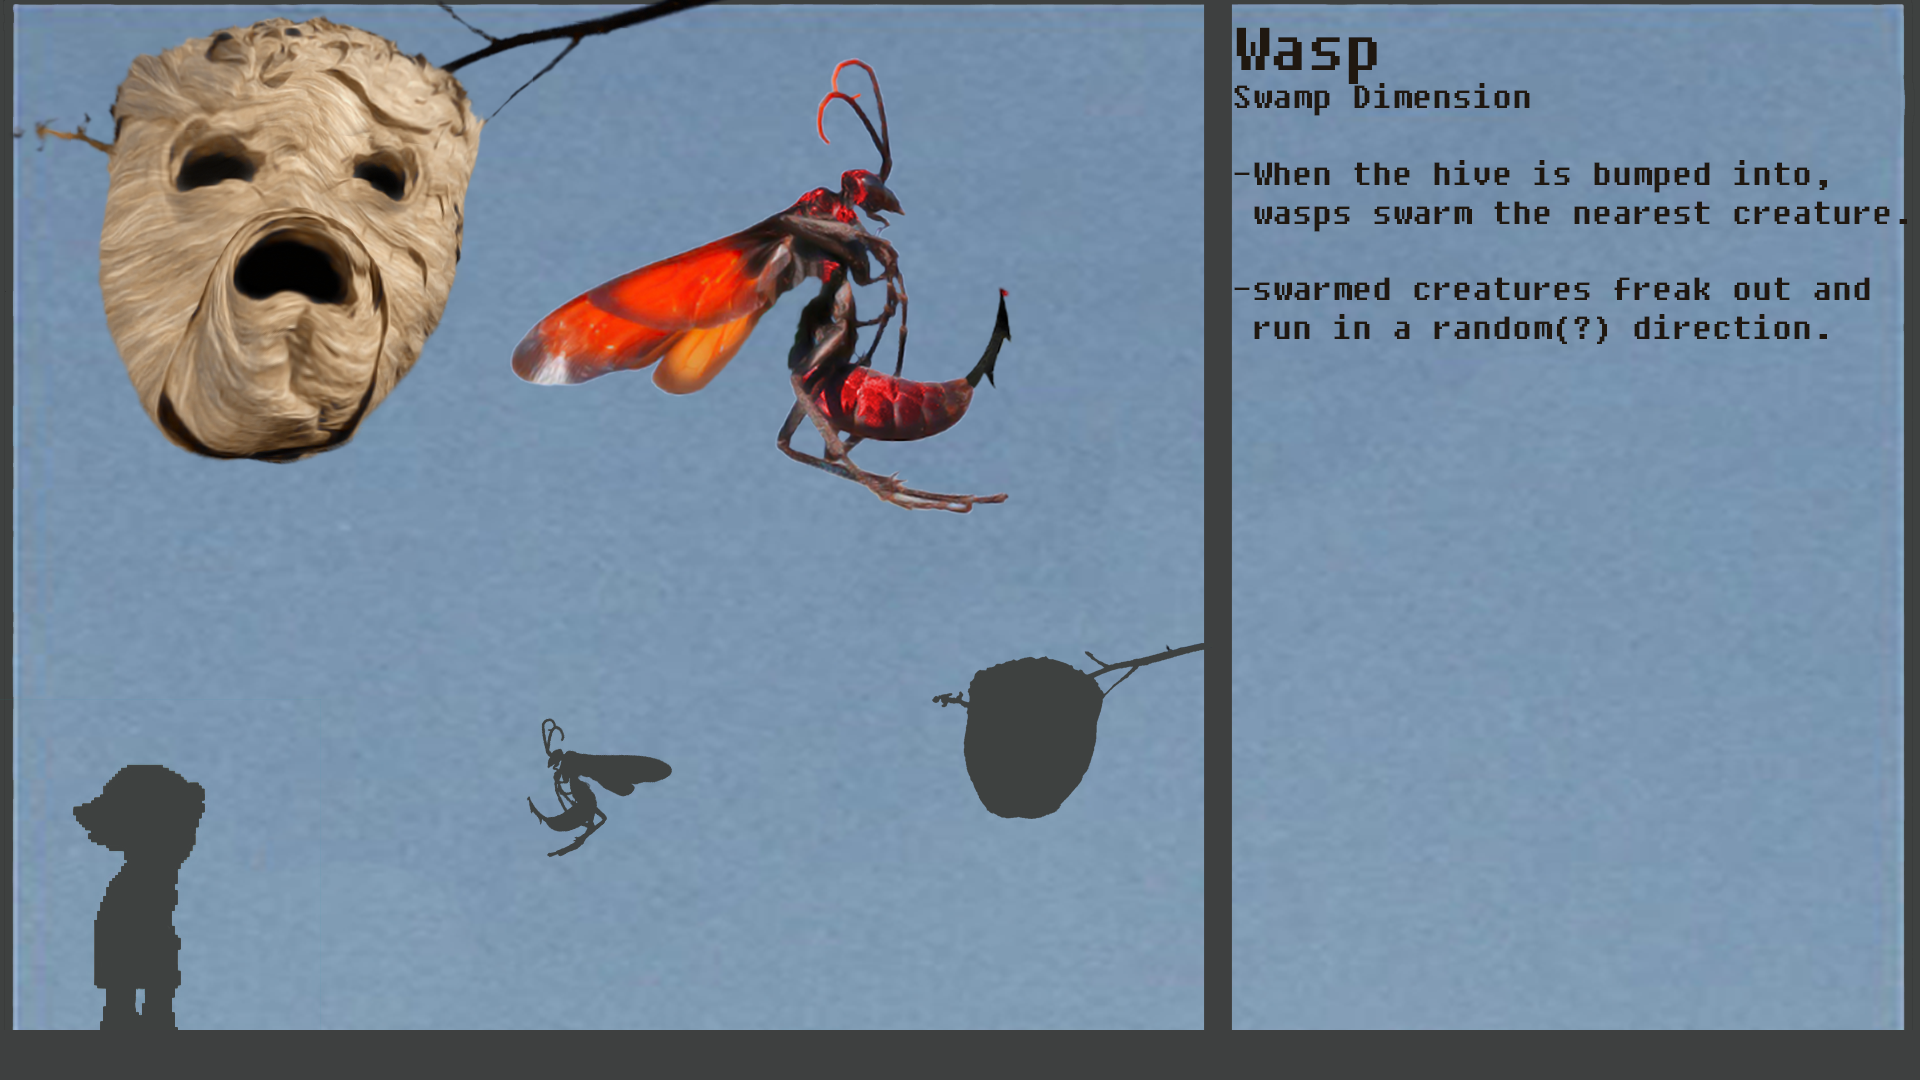 Wasp
Swamp Dimension
-When the hive is bumped into,
wasps swarm the nearest creature.
-swarmed creatures freak out and
run in a random(?) direction.